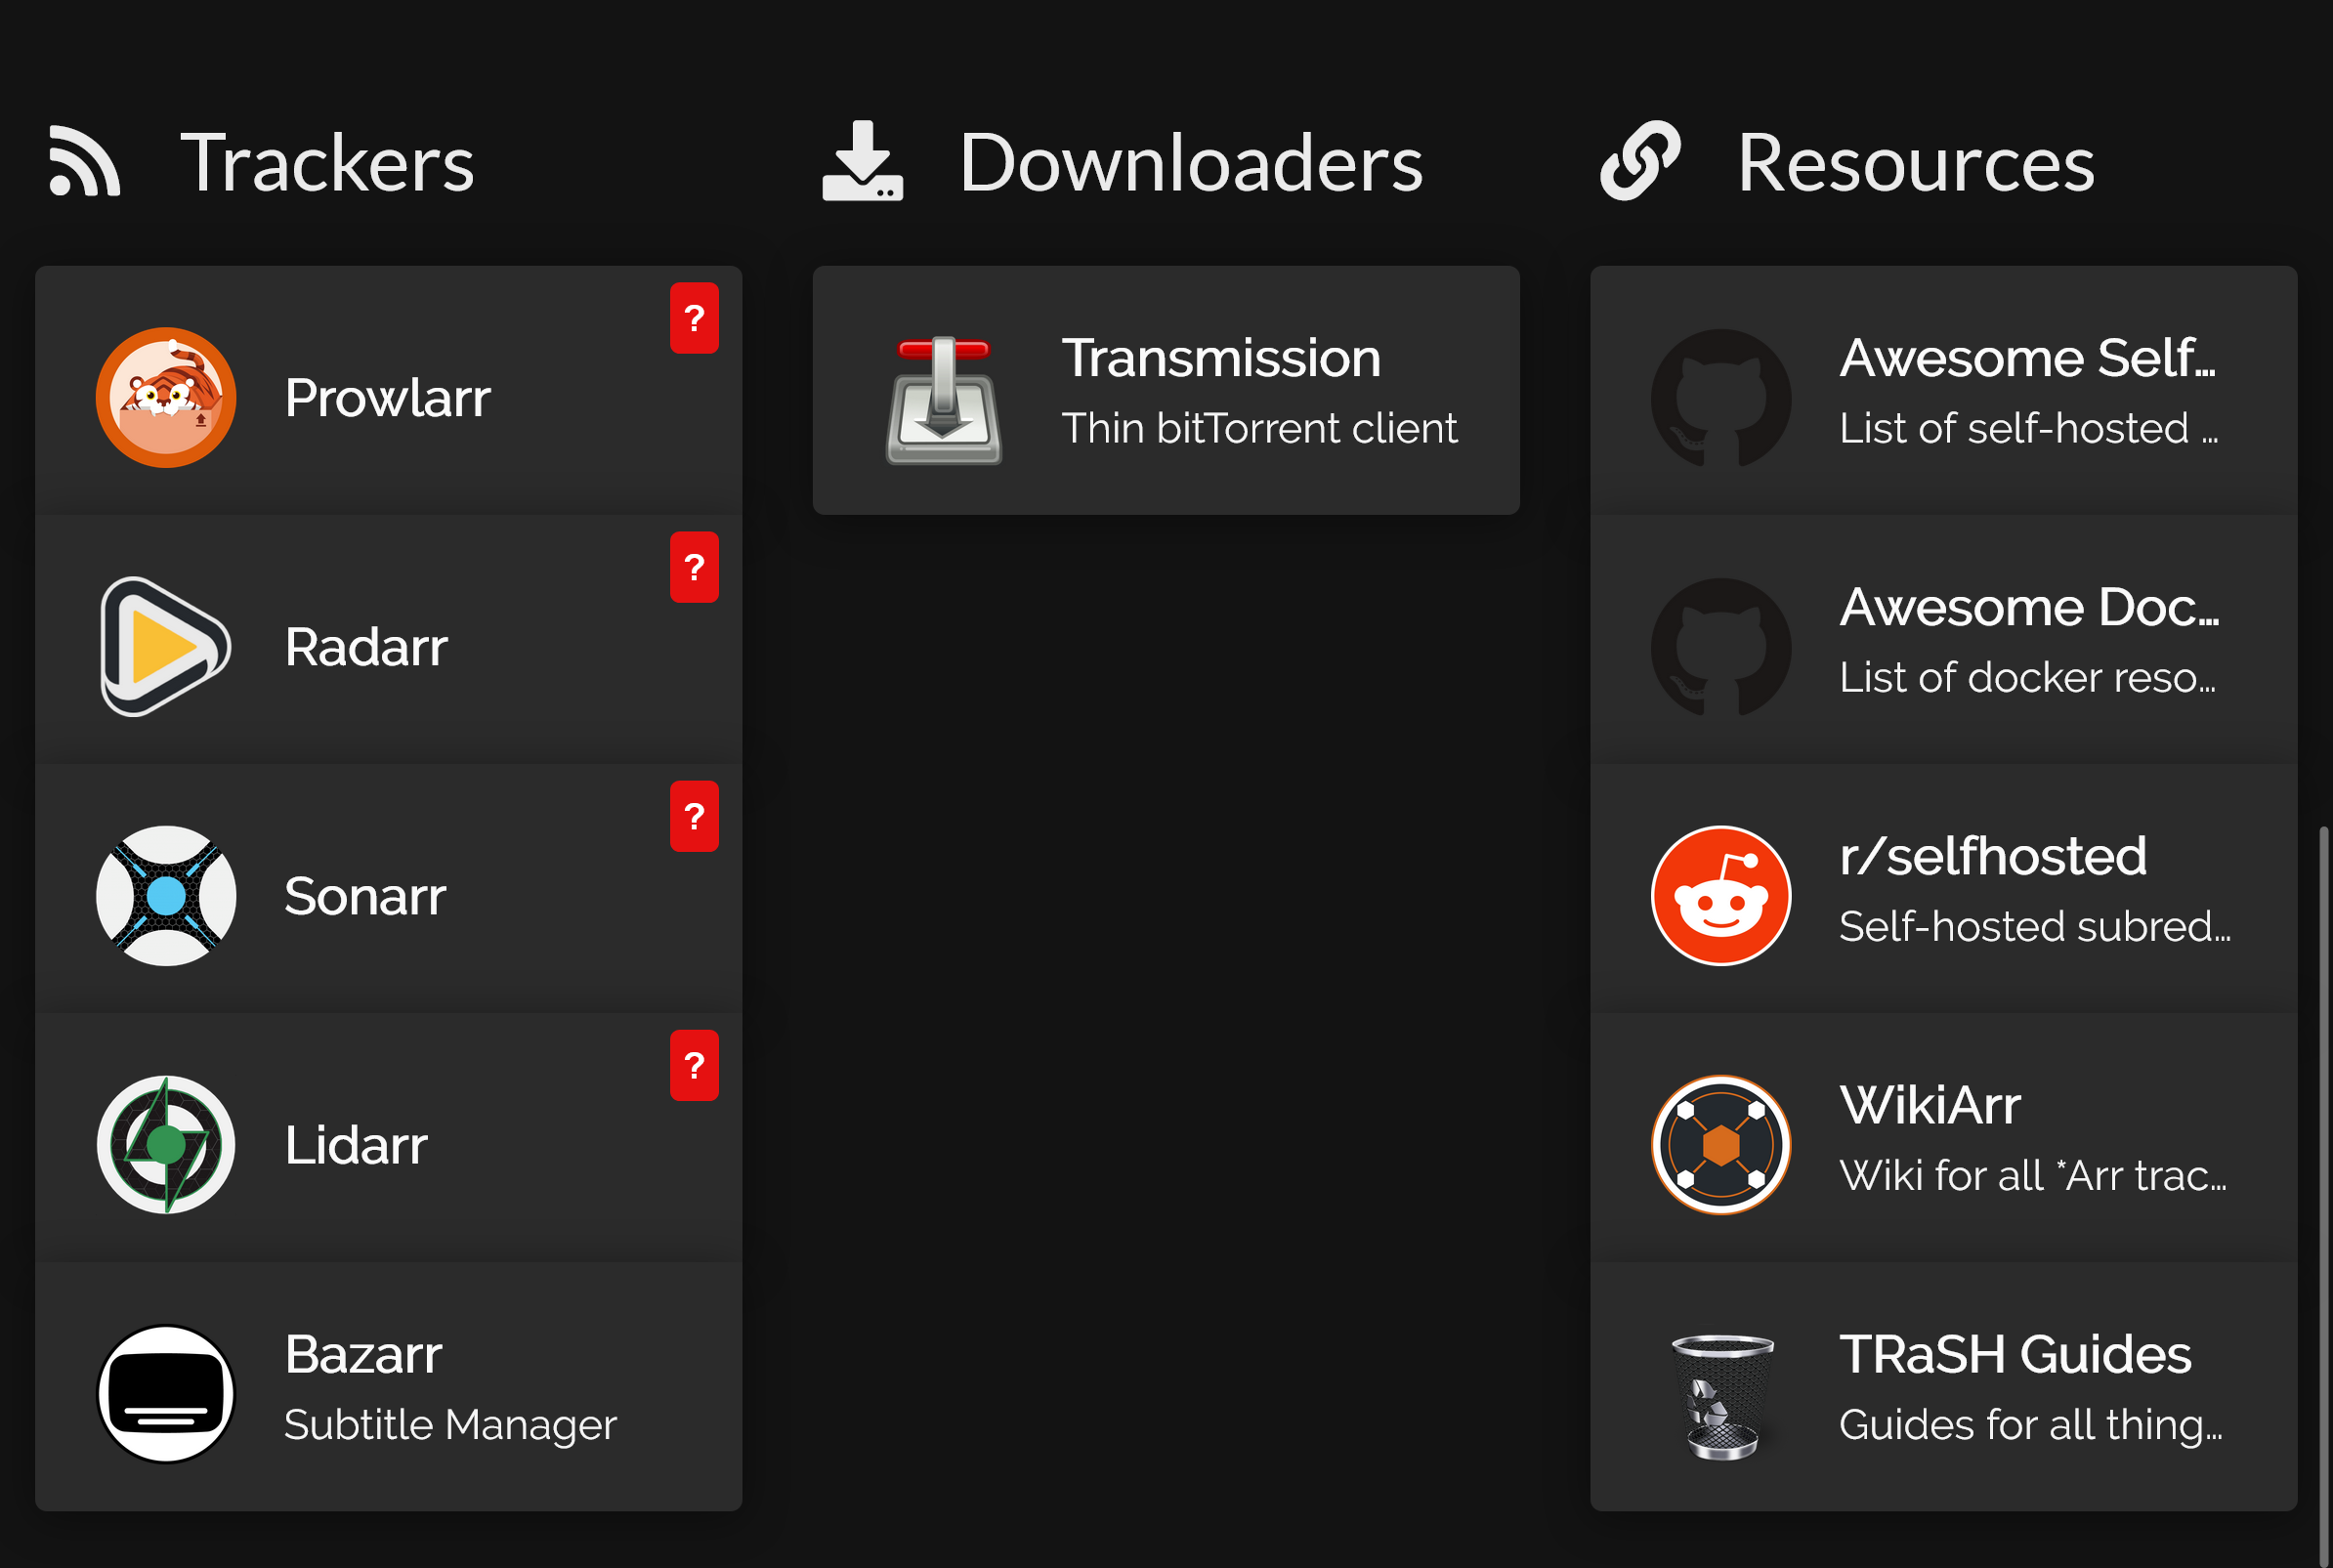 Trackers
?
Prowlarr
?
Radarr
?
Sonarr
?
Lidarr
Bazarr
Subtitle Manager
Downloaders
Transmission
Thin bitTorrent client
Resources
Awesome Self...
List of self-hosted ...
Awesome Doc...
List of docker reso...
r/selfhosted
Self-hosted subred...
WikiArr
Wiki for all *Arr trac...
TRaSH Guides
Guides for all thing...